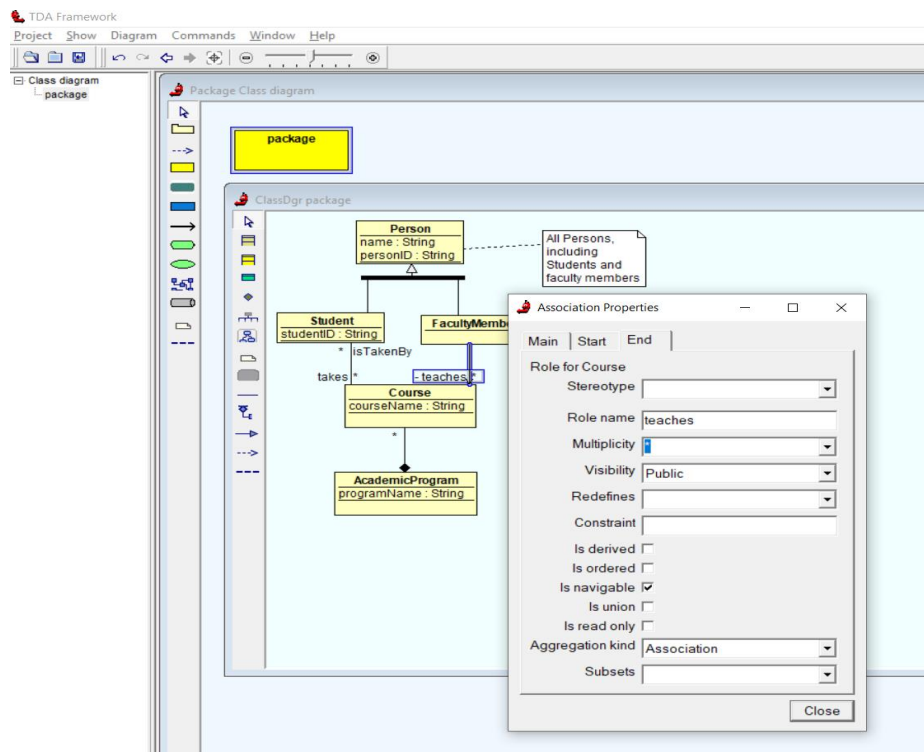 TDA Framework
Project Show Diagram Commands Window Help
Class diagram
package
Package Class diagram
package
ClassDgr package
Person
name : String
personID : String
All Persons,
including
Students and
faculty members
Student
studentID : String
FacultyMembe
* isTakenBy
takes *
- teaches *
Course
courseName : String
*
AcademicProgram
programName : String
Association Properties
Main Start End
Role for Course
Stereotype
Role name teaches
Multiplicity *
Visibility Public
Redefines
Constraint
Is derived
Is ordered
Is navigable
Is union
Is read only
Aggregation kind Association
Subsets
Close